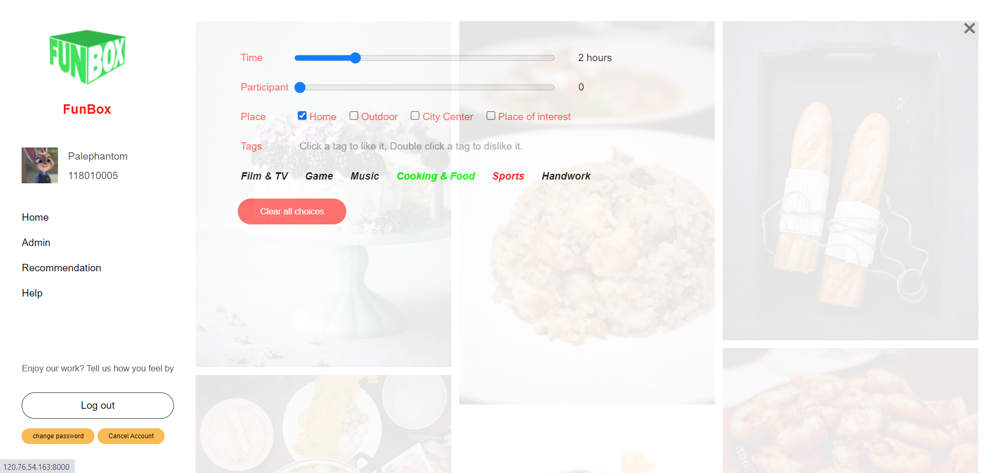 FUNBOX
FunBox
Palephantom
118010005
Home
Admin
Recommendation
Help
Enjoy our work? Tell us how you feel by
Log out
change password
Cancel Account
120.76.54.163:8000
Time
2 hours
Participant
0
Place
Home
Outdoor
City Center
Place of interest
Tags
Click a tag to like it, Double click a tag to dislike it.
Film & TV
Game
Music
Cooking & Food
Sports
Handwork
Clear all choices